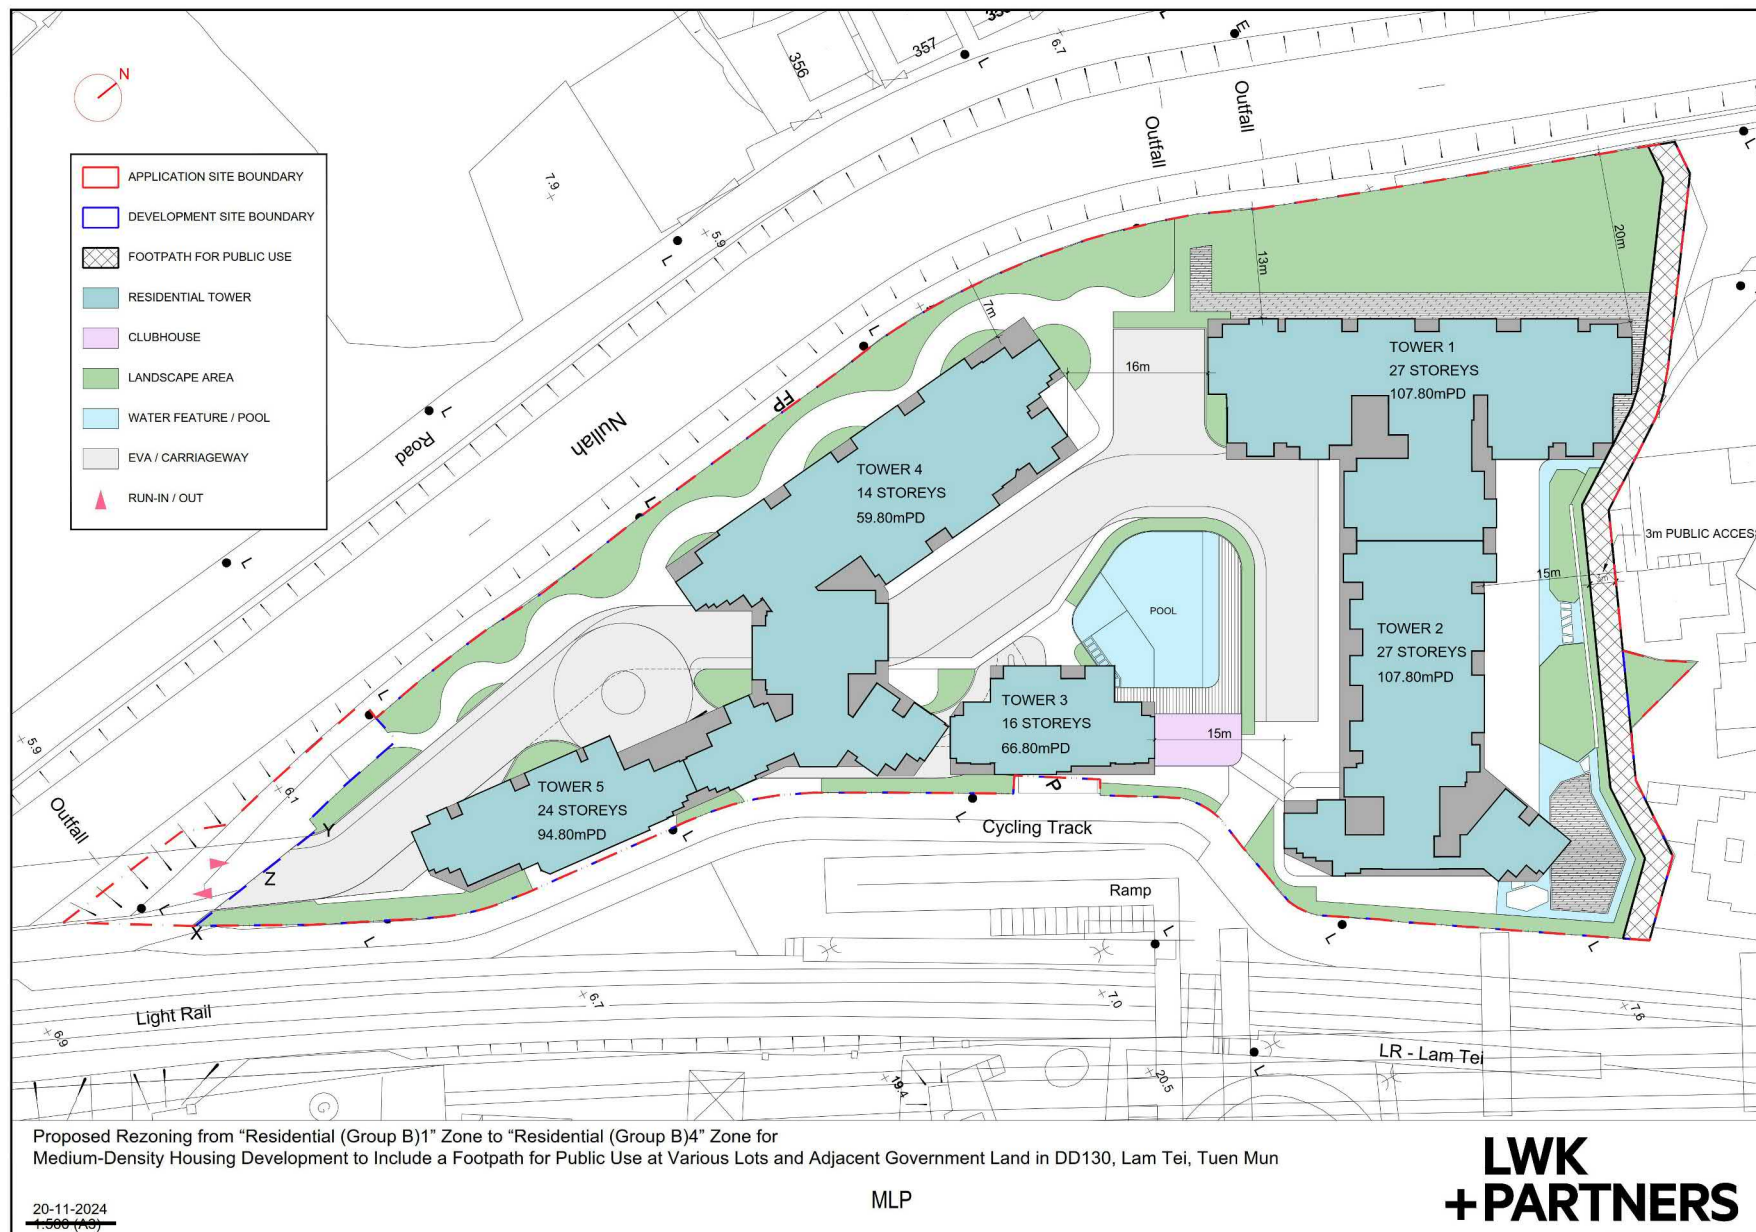 N
APPLICATION SITE BOUNDARY
DEVELOPMENT SITE BOUNDARY
FOOTPATH FOR PUBLIC USE
RESIDENTIAL TOWER
CLUBHOUSE
LANDSCAPE AREA
WATER FEATURE / POOL
EVA / CARRIAGEWAY
RUN-IN / OUT
356
357
L
6.7
E
L
L
Outfall
Outfall
7.9
5.9
L
L
L
Road
L
Nullah
FP
L
L
7m
13m
20m
16m
TOWER 1
27 STOREYS
107.80mPD
TOWER 4
14 STOREYS
59.80mPD
3m PUBLIC ACCES
15m
POOL
TOWER 2
27 STOREYS
107.80mPD
TOWER 3
16 STOREYS
66.80mPD
15m
L
5.9
6.1
Outfall
TOWER 5
24 STOREYS
94.80mPD
P
L
Cycling Track
L
Y
Z
X
L
L
Ramp
L
L
L
Light Rail
6.9
6.7
7.0
7.6
LR - Lam Tei
L
19.4
20.5
G
Proposed Rezoning from “Residential (Group B)1” Zone to “Residential (Group B)4” Zone for
Medium-Density Housing Development to Include a Footpath for Public Use at Various Lots and Adjacent Government Land in DD130, Lam Tei, Tuen Mun
20-11-2024
1:500 (A3)
MLP
LWK
+PARTNERS